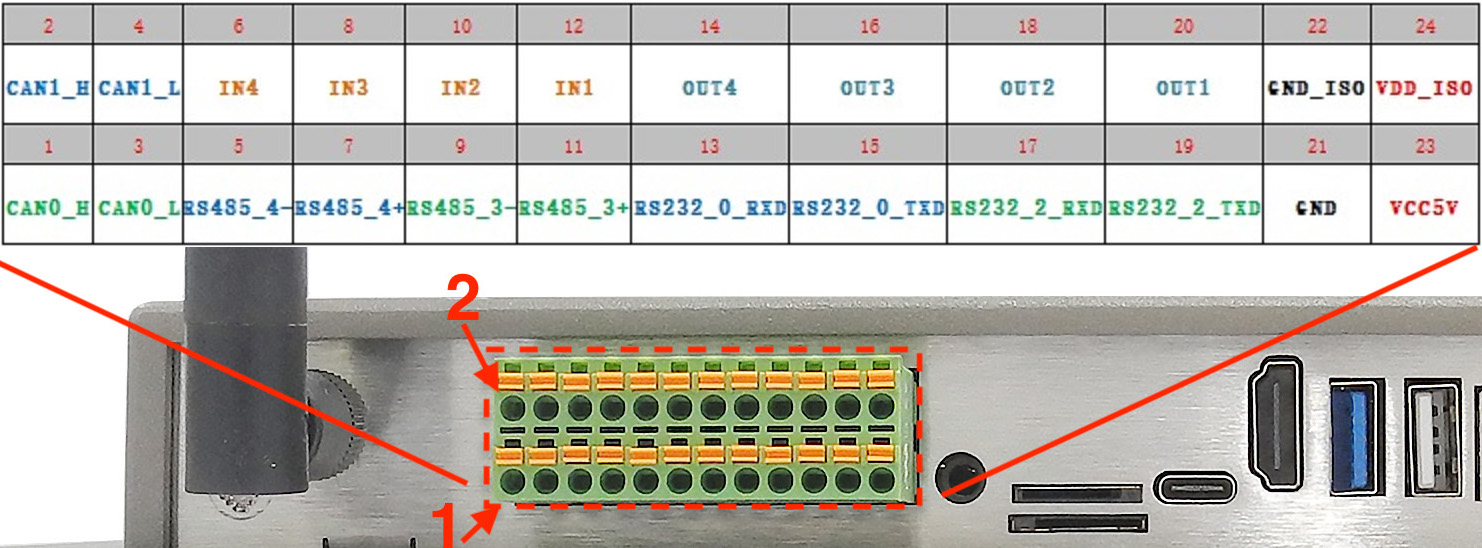 2 4 6 8 10 12 14 16 18 20 22 24
CAN1_H CAN1_L IN4 IN3 IN2 IN1 OUT4 OUT3 OUT2 OUT1 GND_ISO VDD_ISO
1 3 5 7 9 11 13 15 17 19 21 23
CAN0_H CAN0_L RS485_4- RS485_4+ RS485_3- RS485_3+ RS232_0_RXD RS232_0_TXD RS232_2_RXD RS232_2_TXD GND VCC5V
2
1